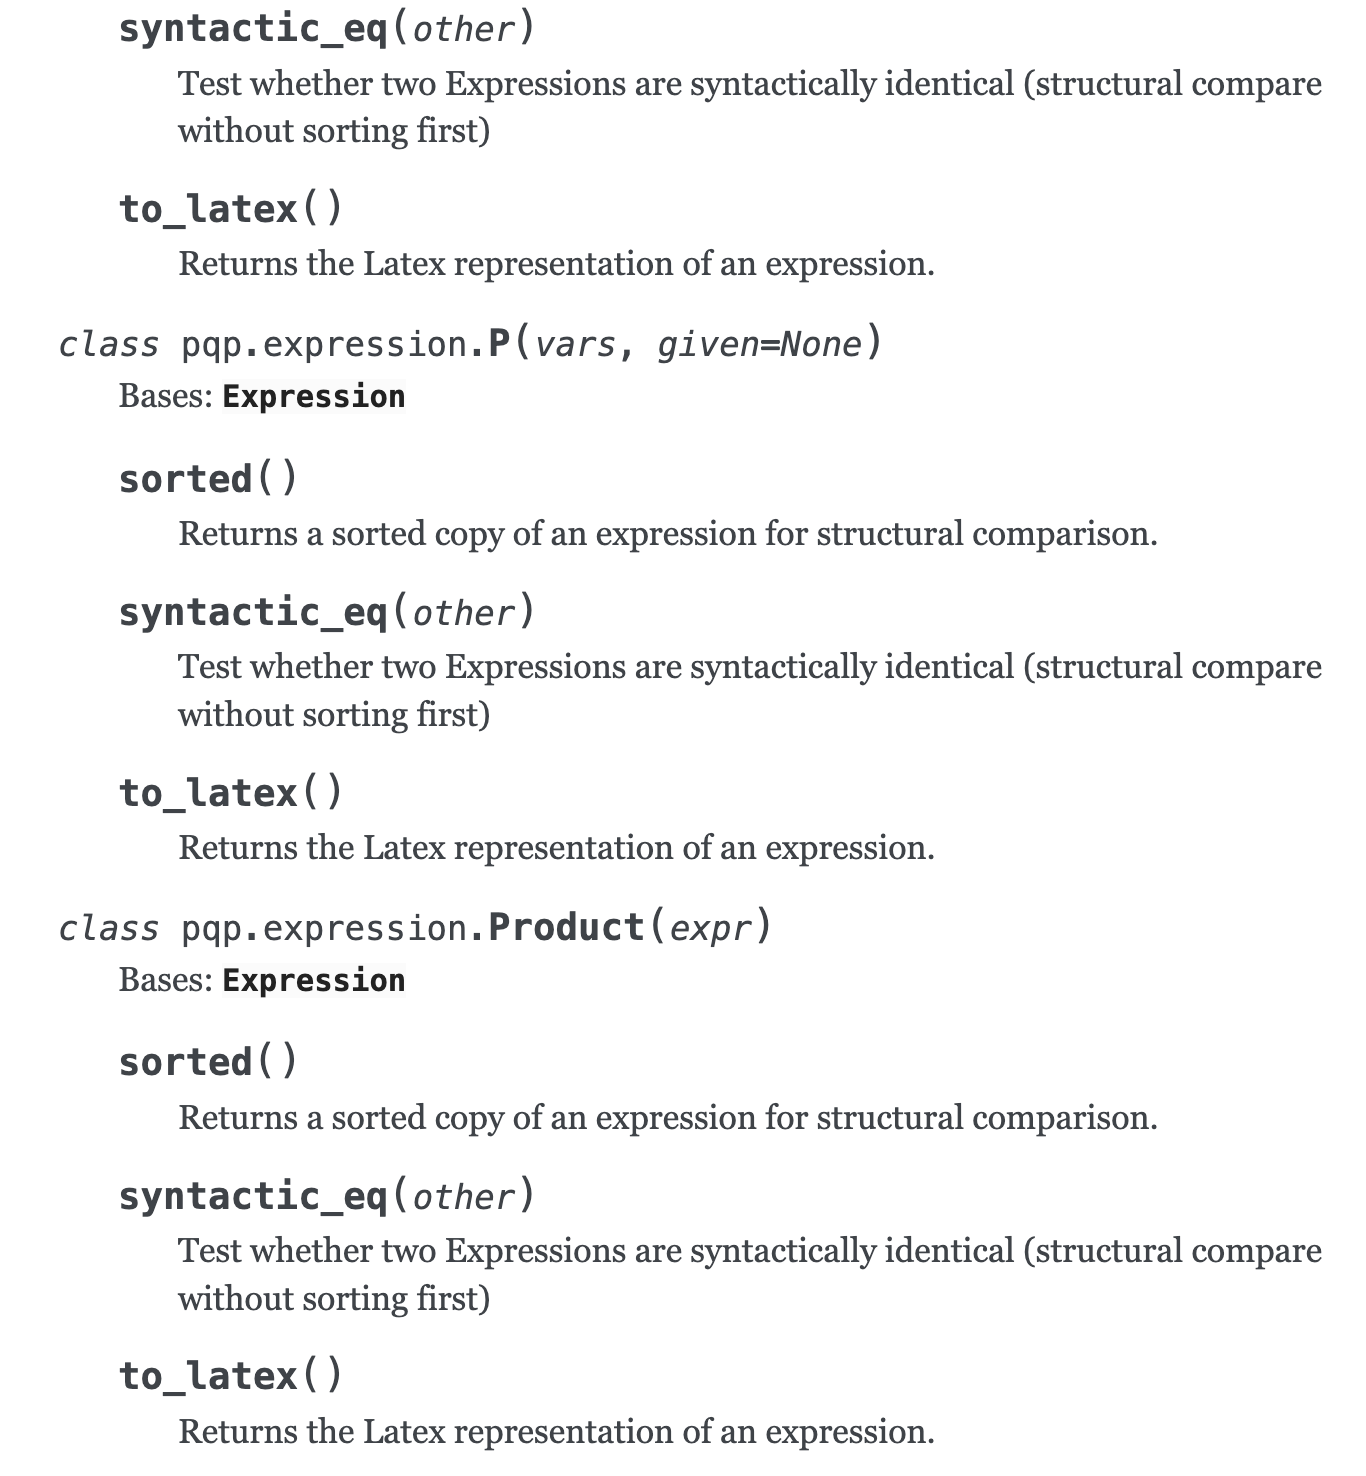 syntactic_eq(other)
Test whether two Expressions are syntactically identical (structural compare
without sorting first)
to_latex()
Returns the Latex representation of an expression.
class pqp.expression.P(vars, given=None)
Bases: Expression
sorted()
Returns a sorted copy of an expression for structural comparison.
syntactic_eq(other)
Test whether two Expressions are syntactically identical (structural compare
without sorting first)
to_latex()
Returns the Latex representation of an expression.
class pqp.expression.Product(expr)
Bases: Expression
sorted()
Returns a sorted copy of an expression for structural comparison.
syntactic_eq(other)
Test whether two Expressions are syntactically identical (structural compare
without sorting first)
to_latex()
Returns the Latex representation of an expression.